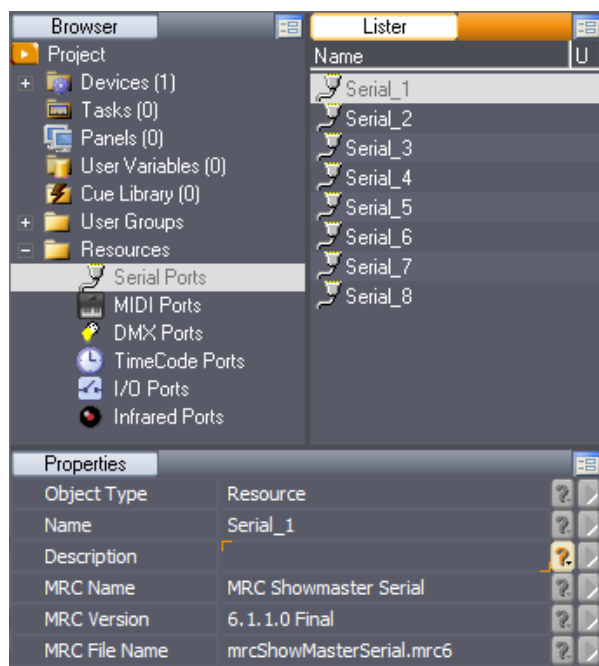 Browser
Project
Devices (1)
Tasks (0)
Panels (0)
User Variables (0)
Cue Library (0)
User Groups
Resources
Serial Ports
MIDI Ports
DMX Ports
TimeCode Ports
I/O Ports
Infrared Ports
Lister
Name U
Serial_1
Serial_2
Serial_3
Serial_4
Serial_5
Serial_6
Serial_7
Serial_8
Properties
Object Type Resource
Name Serial_1
Description
MRC Name MRC Showmaster Serial
MRC Version 6.1.1.0 Final
MRC File Name mrcShowMasterSerial.mrc6